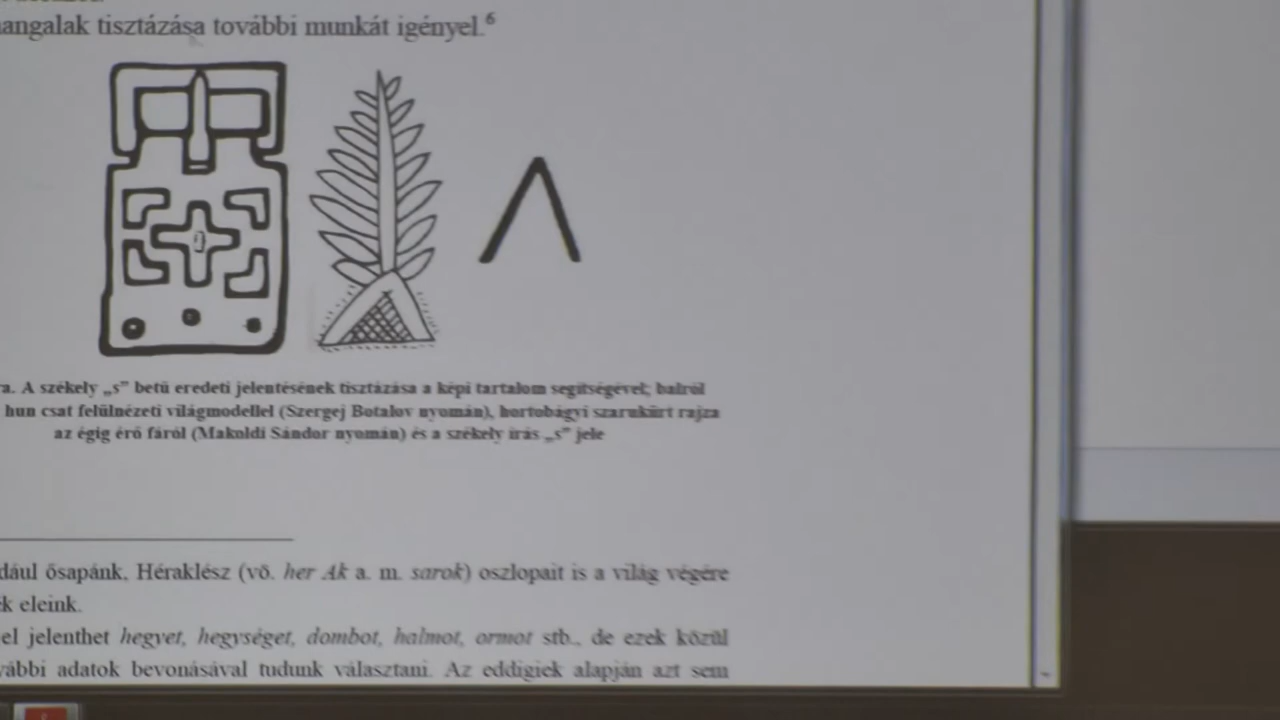 angalak tisztázása további munkát igényel.6
a. A székely „s” betű eredeti jelentésének tisztázása a képi tartalom segítségével; balról
hun csat felülnézeti világmodellel (Szergej Botalov nyomán), hortobágyi szarukürt rajza
az égig érő fáról (Makoldi Sándor nyomán) és a székely írás „s” jele
dául ősapánk, Héraklész (vö. her Ak a. m. sarok) oszlopait is a világ végére
k eleink.
el jelenthet hegyet, hegységet, dombot, halmot, ormot stb., de ezek közül
ábbi adatok bevonásával tudunk választani. Az eddigiek alapján azt sem